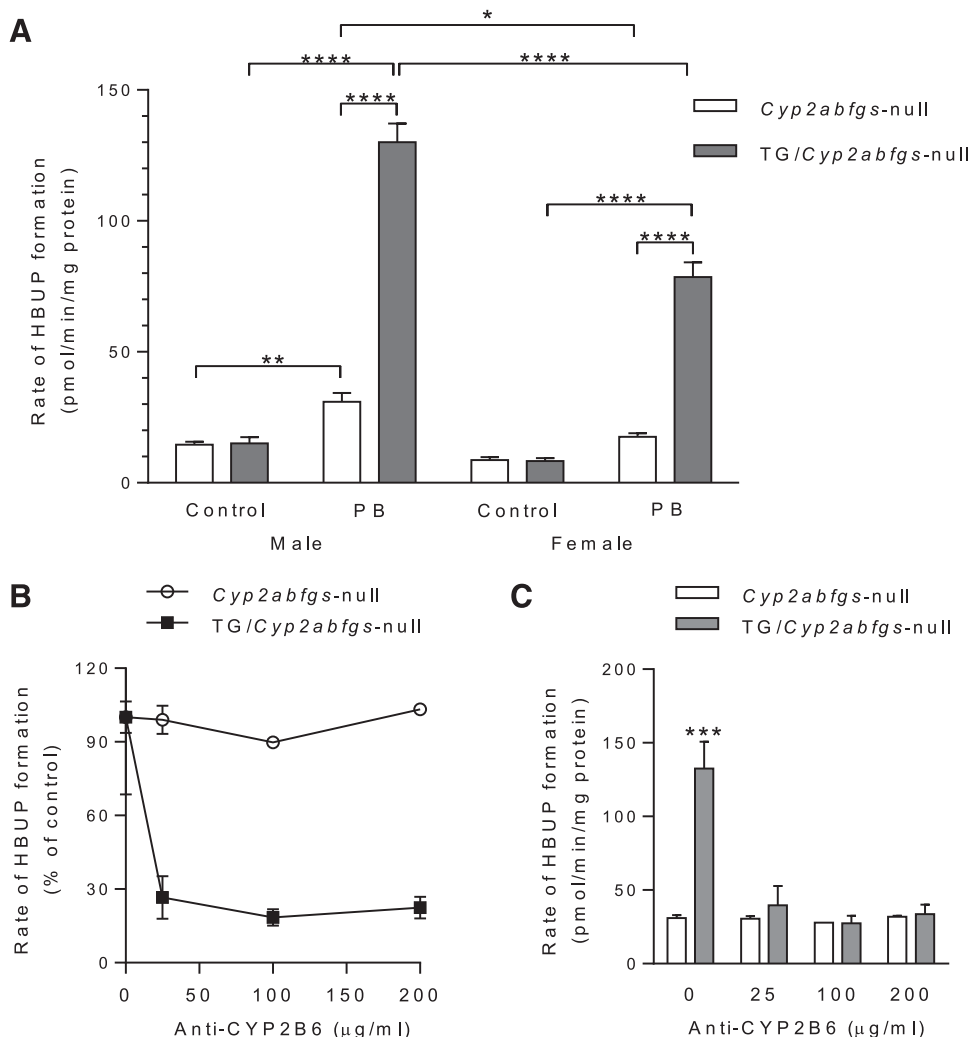 A
*
****
****
****
****
****
**
150
100
50
0
Rate of HBUP formation
(pmol/min/mg protein)
Cyp2abfgs-null
TG/Cyp2abfgs-null
Control
PB
Control
PB
Male
Female
B
Cyp2abfgs-null
TG/Cyp2abfgs-null
120
90
60
30
0
Rate of HBUP formation
(% of control)
0
100
200
Anti-CYP2B6 (μg/ml)
C
Cyp2abfgs-null
TG/Cyp2abfgs-null
200
150
100
50
0
Rate of HBUP formation
(pmol/min/mg protein)
***
0
25
100
200
Anti-CYP2B6 (μg/ml)